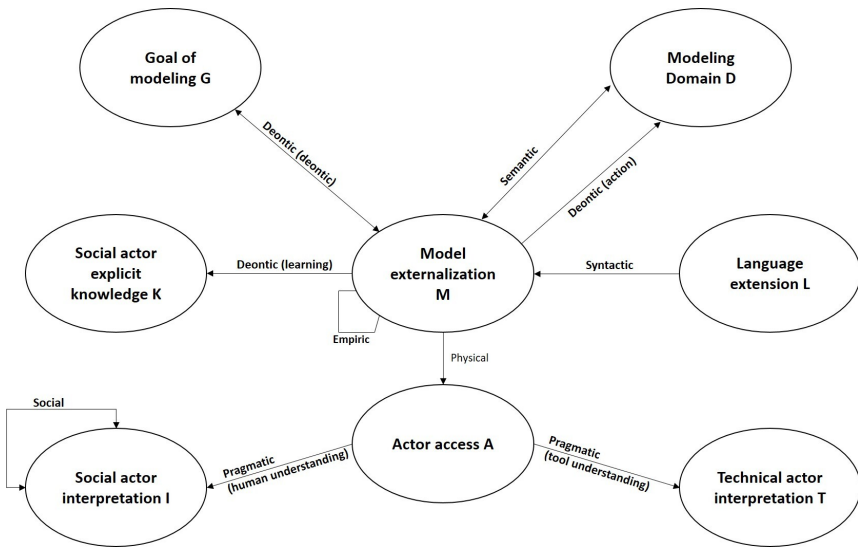 Goal of
modeling G
Modeling
Domain D
Deontic (deontic)
Semantic
Deontic (action)
Social actor
explicit
knowledge K
Deontic (learning)
Model
externalization
M
Syntactic
Language
extension L
Empiric
Physical
Social
Actor access A
Pragmatic
(human understanding)
Pragmatic
(tool understanding)
Social actor
interpretation I
Technical actor
interpretation T